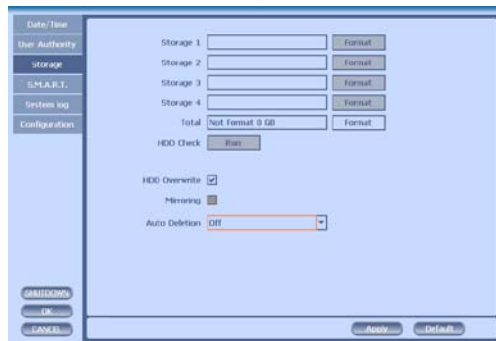 Date/Time
User Authority
Storage
S.M.A.R.T.
System log
Configuration
Storage 1 Format
Storage 2 Format
Storage 3 Format
Storage 4 Format
Total Not Format 0 GB Format
HDD Check Run
HDD Overwrite
Mirroring
Auto Deletion Off
SHUTDOWN
OK
CANCEL
Apply Default